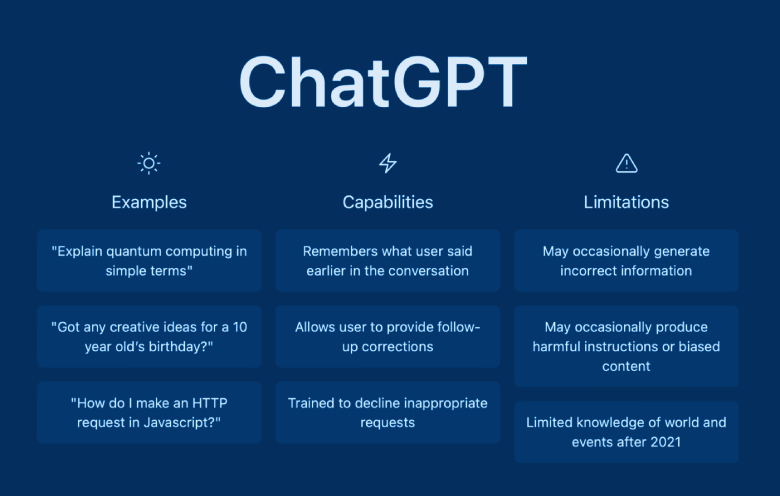 ChatGPT
Examples
"Explain quantum computing in
simple terms"
"Got any creative ideas for a 10
year old's birthday?"
"How do I make an HTTP
request in Javascript?"
Capabilities
Remembers what user said
earlier in the conversation
Allows user to provide follow-
up corrections
Trained to decline inappropriate
requests
Limitations
May occasionally generate
incorrect information
May occasionally produce
harmful instructions or biased
content
Limited knowledge of world and
events after 2021